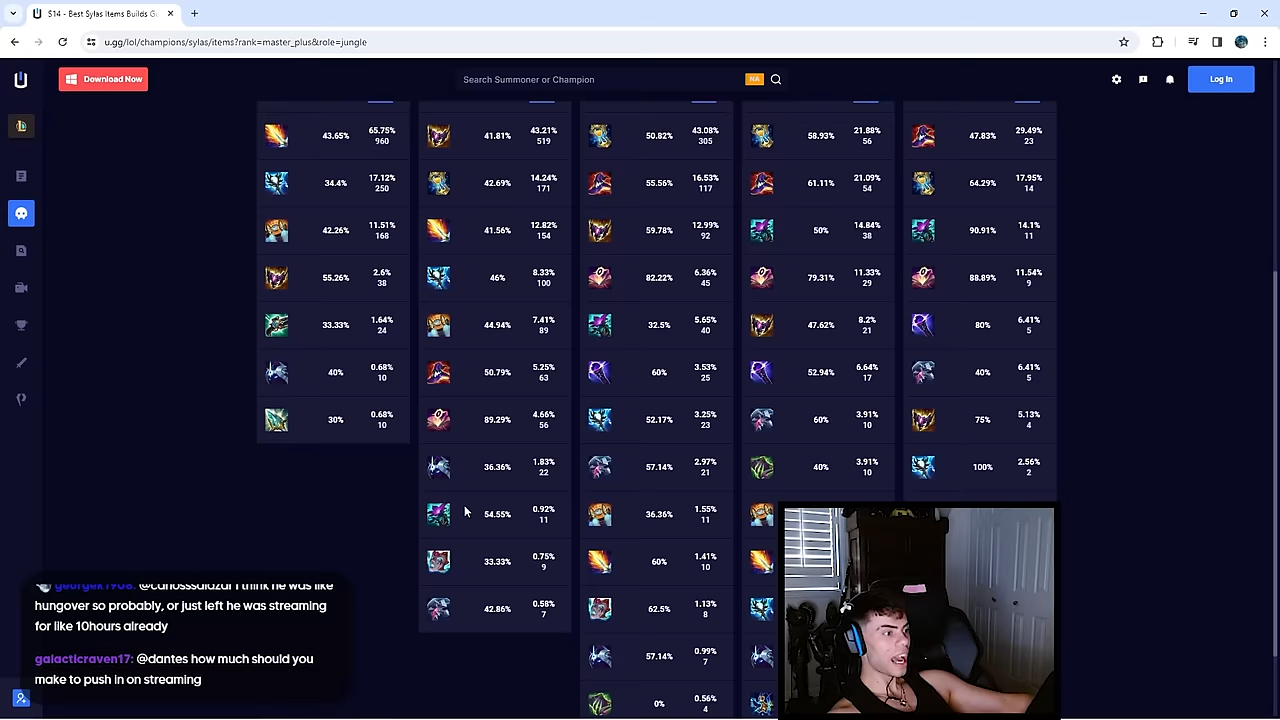 S14 - Best Sylas Items Builds G
u.gg/lol/champions/sylas/items?rank=master_plus&role=jungle
Download Now
Search Summoner or Champion
NA
Log In
43.65% 65.75% 960
34.4% 17.12% 250
42.26% 11.51% 168
55.26% 2.6% 38
33.33% 1.64% 24
40% 0.68% 10
30% 0.68% 10
41.81% 43.21% 519
42.69% 14.24% 171
41.56% 12.82% 154
46% 8.33% 100
44.94% 7.41% 89
50.79% 5.25% 63
89.29% 4.66% 56
36.36% 1.83% 22
54.55% 0.92% 11
33.33% 0.75% 9
42.86% 0.58% 7
50.82% 43.08% 305
55.56% 16.53% 117
59.78% 12.99% 92
82.22% 6.36% 45
32.5% 5.65% 40
60% 3.53% 25
52.17% 3.25% 23
57.14% 2.97% 21
36.36% 1.55% 11
60% 1.41% 10
62.5% 1.13% 8
57.14% 0.99% 7
0% 0.56% 4
58.93% 21.88% 56
61.11% 21.09% 54
50% 14.84% 38
79.31% 11.33% 29
47.62% 8.2% 21
52.94% 6.64% 17
60% 3.91% 10
40% 3.91% 10
47.83% 29.49% 23
64.29% 17.95% 14
90.91% 14.1% 11
88.89% 11.54% 9
80% 6.41% 5
40% 6.41% 5
75% 5.13% 4
100% 2.56% 2
georgek1908: @carlosssalazar I think he was like
hungover so probably, or just left he was streaming
for like 10hours already
galacticraven17: @dantes how much should you
make to push in on streaming